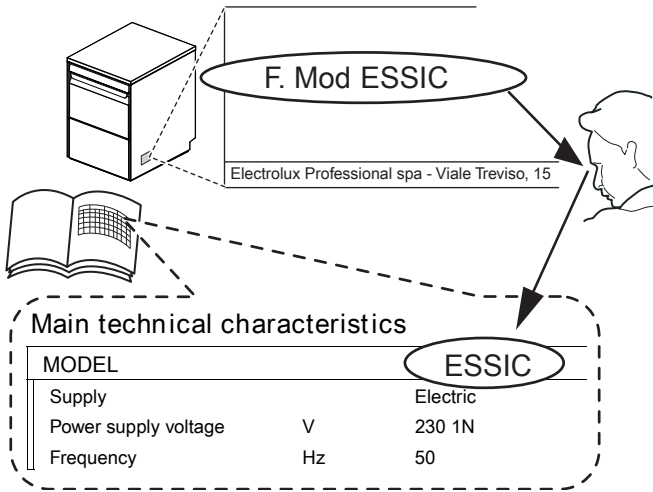 F. Mod ESSIC
Electrolux Professional spa - Viale Treviso, 15
Main technical characteristics
MODEL ESSIC
Supply Electric
Power supply voltage V 230 1N
Frequency Hz 50